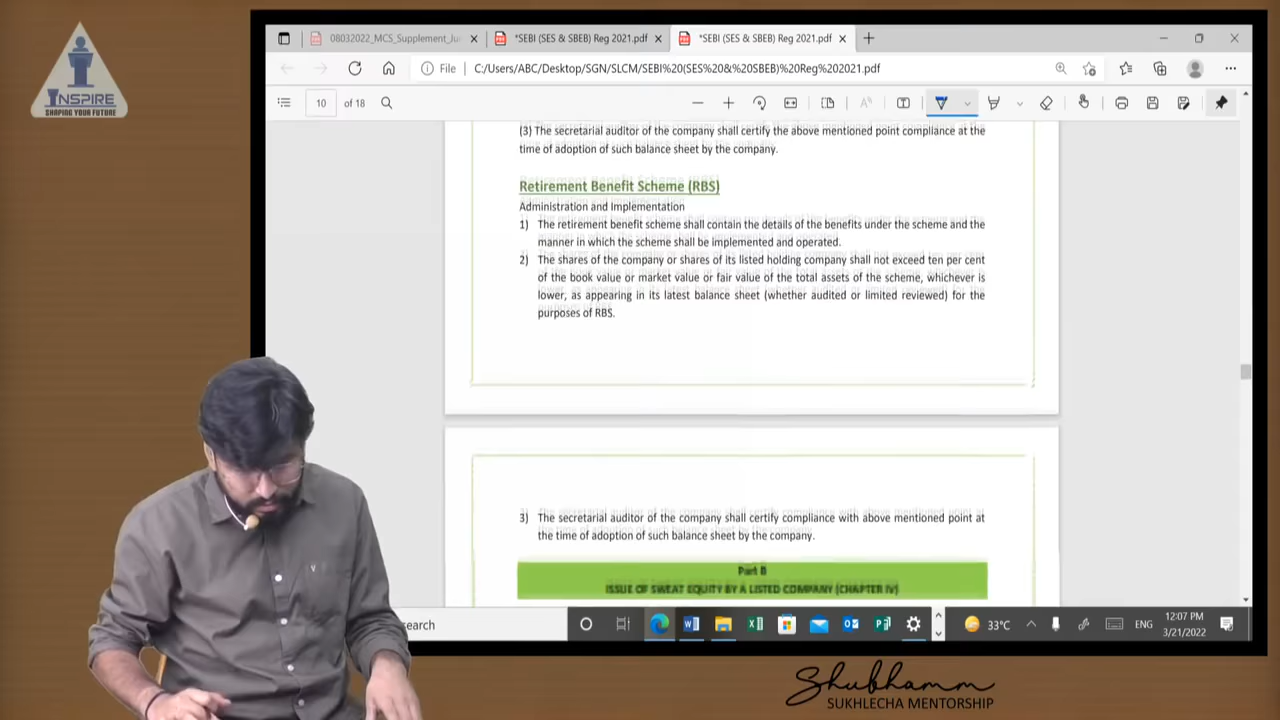 INSPIRE
SHAPING YOUR FUTURE
08032022_MCS_Supplement_Ju
*SEBI (SES & SBEB) Reg 2021.pdf
*SEBI (SES & SBEB) Reg 2021.pdf
File
C:/Users/ABC/Desktop/SGN/SLCM/SEBI%20(SES%20&%20SBEB)%20Reg%202021.pdf
10 of 18
(3) The secretarial auditor of the company shall certify the above mentioned point compliance at the
time of adoption of such balance sheet by the company.
Retirement Benefit Scheme (RBS)
Administration and Implementation
1) The retirement benefit scheme shall contain the details of the benefits under the scheme and the
manner in which the scheme shall be implemented and operated.
2) The shares of the company or shares of its listed holding company shall not exceed ten per cent
of the book value or market value or fair value of the total assets of the scheme, whichever is
lower, as appearing in its latest balance sheet (whether audited or limited reviewed) for the
purposes of RBS.
3) The secretarial auditor of the company shall certify compliance with above mentioned point at
the time of adoption of such balance sheet by the company.
Part B
ISSUE OF SWEAT EQUITY BY A LISTED COMPANY (CHAPTER IV)
earch
33°C
ENG
12:07 PM
3/21/2022
Shubhamm
SUKHLECHA MENTORSHIP